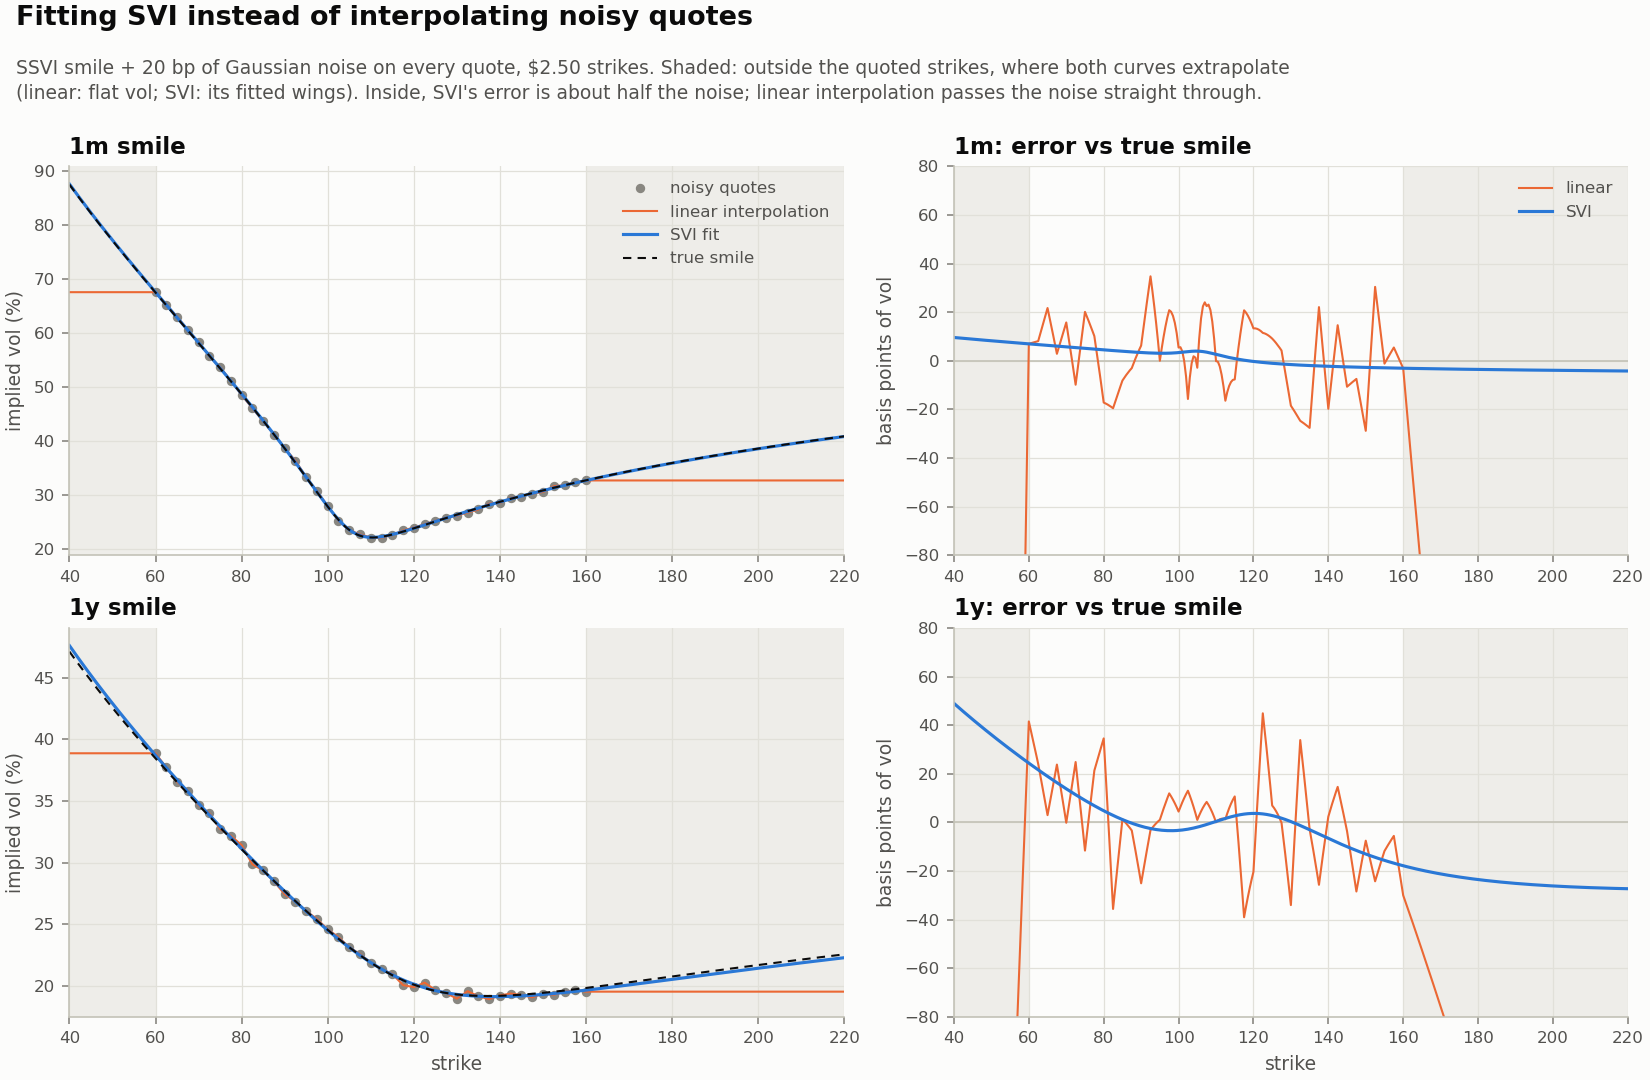 Fitting SVI instead of interpolating noisy quotes
SSVI smile + 20 bp of Gaussian noise on every quote, $2.50 strikes. Shaded: outside the quoted strikes, where both curves extrapolate
(linear: flat vol; SVI: its fitted wings). Inside, SVI's error is about half the noise; linear interpolation passes the noise straight through.
1m smile
implied vol (%)
90
80
70
60
50
40
30
20
noisy quotes
linear interpolation
SVI fit
true smile
40 60 80 100 120 140 160 180 200 220
1m: error vs true smile
basis points of vol
80
60
40
20
0
−20
−40
−60
−80
linear
SVI
40 60 80 100 120 140 160 180 200 220
1y smile
implied vol (%)
45
40
35
30
25
20
40 60 80 100 120 140 160 180 200 220
strike
1y: error vs true smile
basis points of vol
80
60
40
20
0
−20
−40
−60
−80
40 60 80 100 120 140 160 180 200 220
strike